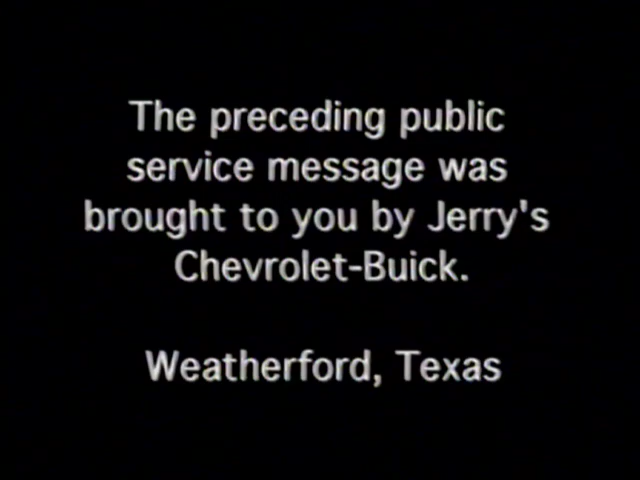 The preceding public
service message was
brought to you by Jerry's
Chevrolet-Buick.
Weatherford, Texas